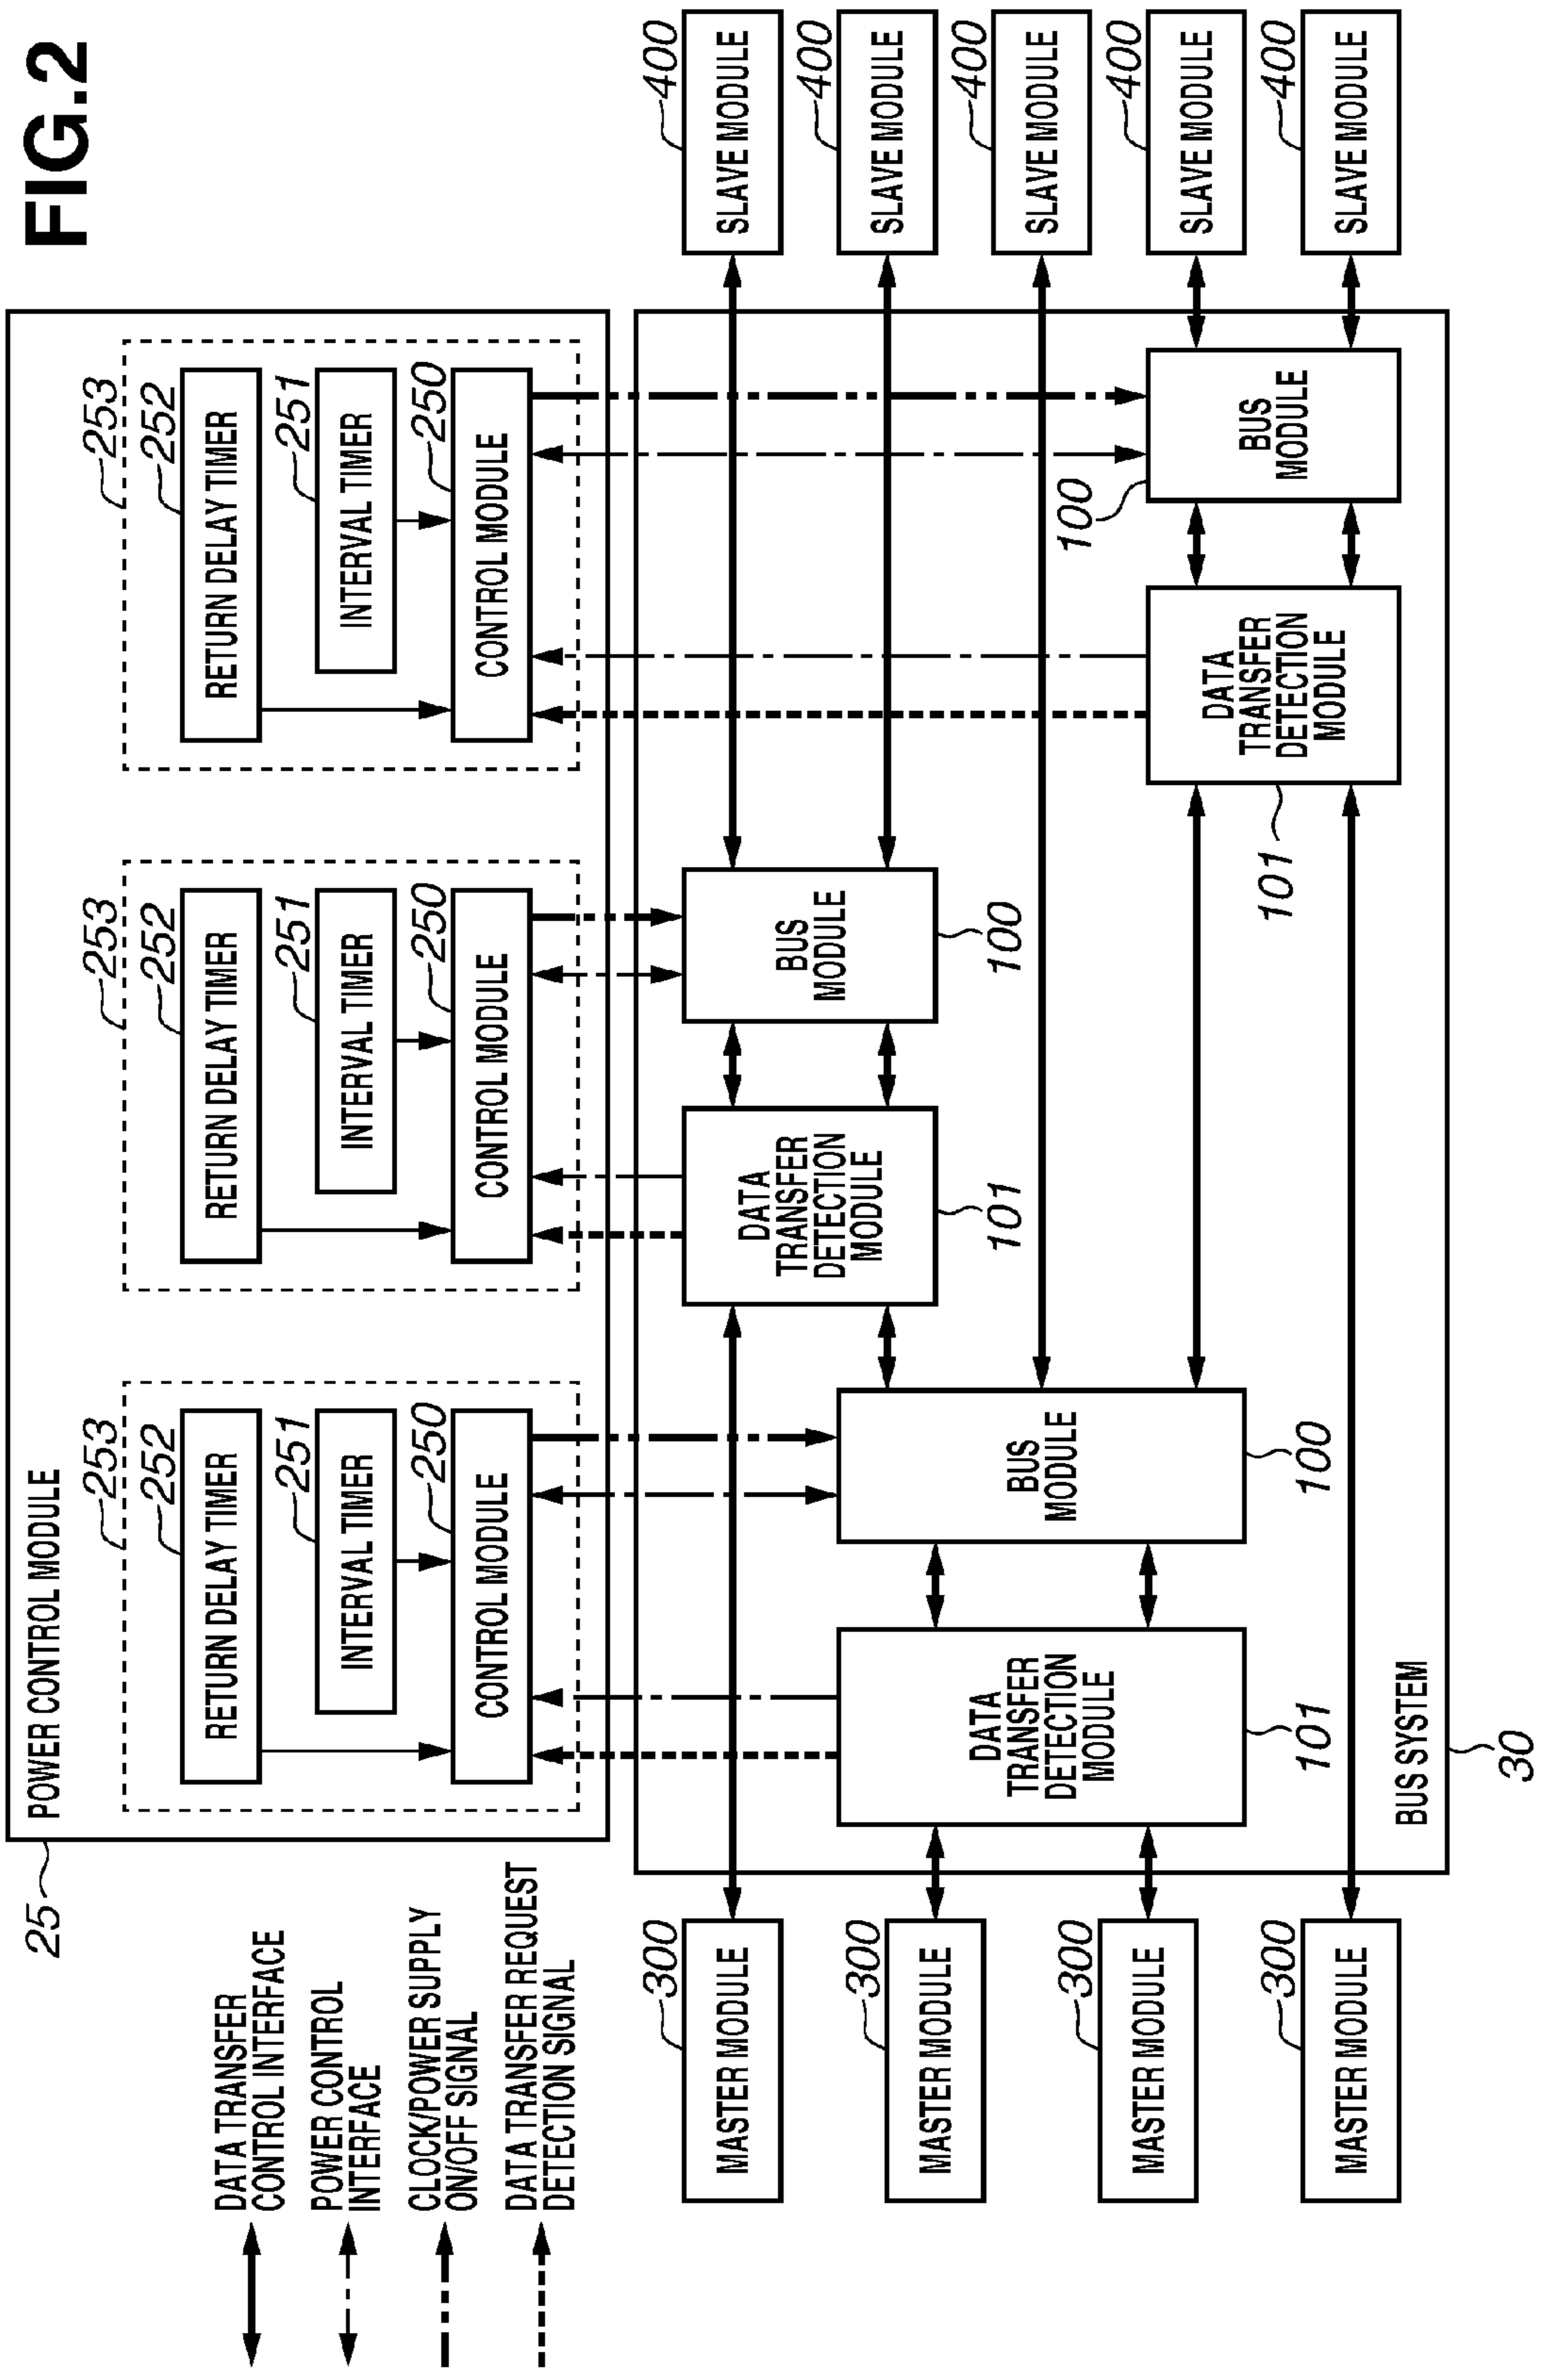 FIG.2
DATA TRANSFER
CONTROL INTERFACE
POWER CONTROL
INTERFACE
CLOCK/POWER SUPPLY
ON/OFF SIGNAL
DATA TRANSFER REQUEST
DETECTION SIGNAL
25
POWER CONTROL MODULE
253
252
RETURN DELAY TIMER
251
INTERVAL TIMER
250
CONTROL MODULE
253
252
RETURN DELAY TIMER
251
INTERVAL TIMER
250
CONTROL MODULE
253
252
RETURN DELAY TIMER
251
INTERVAL TIMER
250
CONTROL MODULE
300
MASTER MODULE
300
MASTER MODULE
300
MASTER MODULE
300
MASTER MODULE
DATA
TRANSFER
DETECTION
MODULE
101
BUS
MODULE
100
DATA
TRANSFER
DETECTION
MODULE
101
BUS
MODULE
100
DATA
TRANSFER
DETECTION
MODULE
101
BUS
MODULE
100
400
SLAVE MODULE
400
SLAVE MODULE
400
SLAVE MODULE
400
SLAVE MODULE
400
SLAVE MODULE
BUS SYSTEM
30